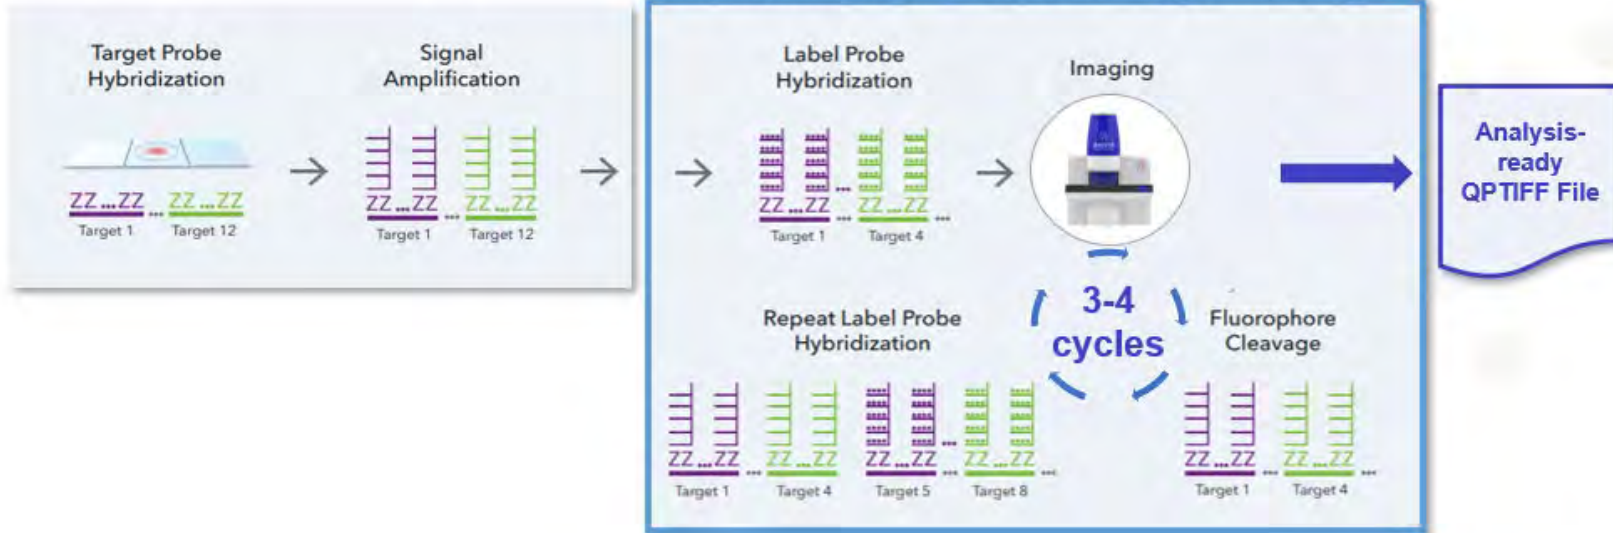 Target Probe
Hybridization
Signal
Amplification
ZZ...ZZ ... ZZ...ZZ
Target 1 Target 12
ZZ...ZZ ... ZZ...ZZ
Target 1 Target 12
Label Probe
Hybridization
Imaging
... 
ZZ...ZZ ... ZZ...ZZ ...
Target 1 Target 4
Analysis-
ready
QPTIFF File
3-4
cycles
Repeat Label Probe
Hybridization
ZZ...ZZ ... ZZ...ZZ ZZ...ZZ ... ZZ...ZZ ...
Target 1 Target 4 Target 5 Target 8
Fluorophore
Cleavage
ZZ...ZZ ... ZZ...ZZ ...
Target 1 Target 4